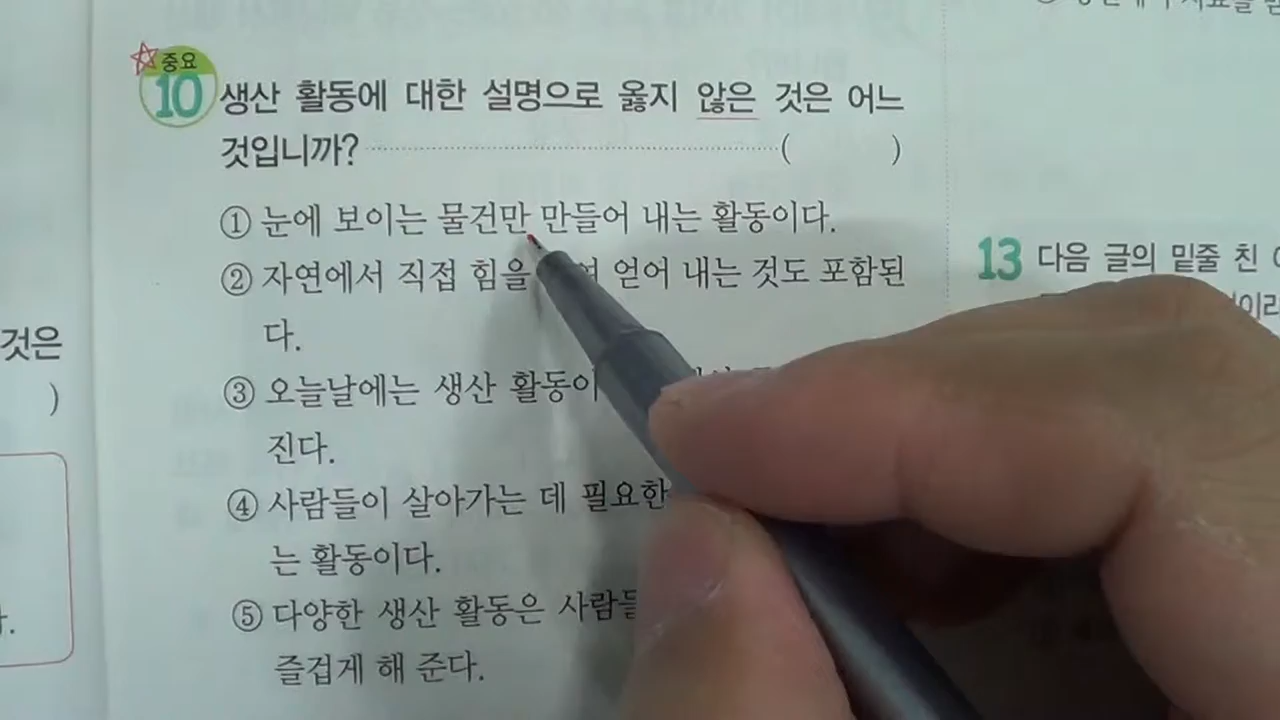 중요
10 생산 활동에 대한 설명으로 옳지 않은 것은 어느
것입니까? ( )
① 눈에 보이는 물건만 만들어 내는 활동이다.
② 자연에서 직접 힘을 얻어 내는 것도 포함된
다.
③ 오늘날에는 생산 활동이
진다.
④ 사람들이 살아가는 데 필요한
는 활동이다.
⑤ 다양한 생산 활동은
즐겁게 해 준다.
것은
)
13 다음 글의 밑줄 친